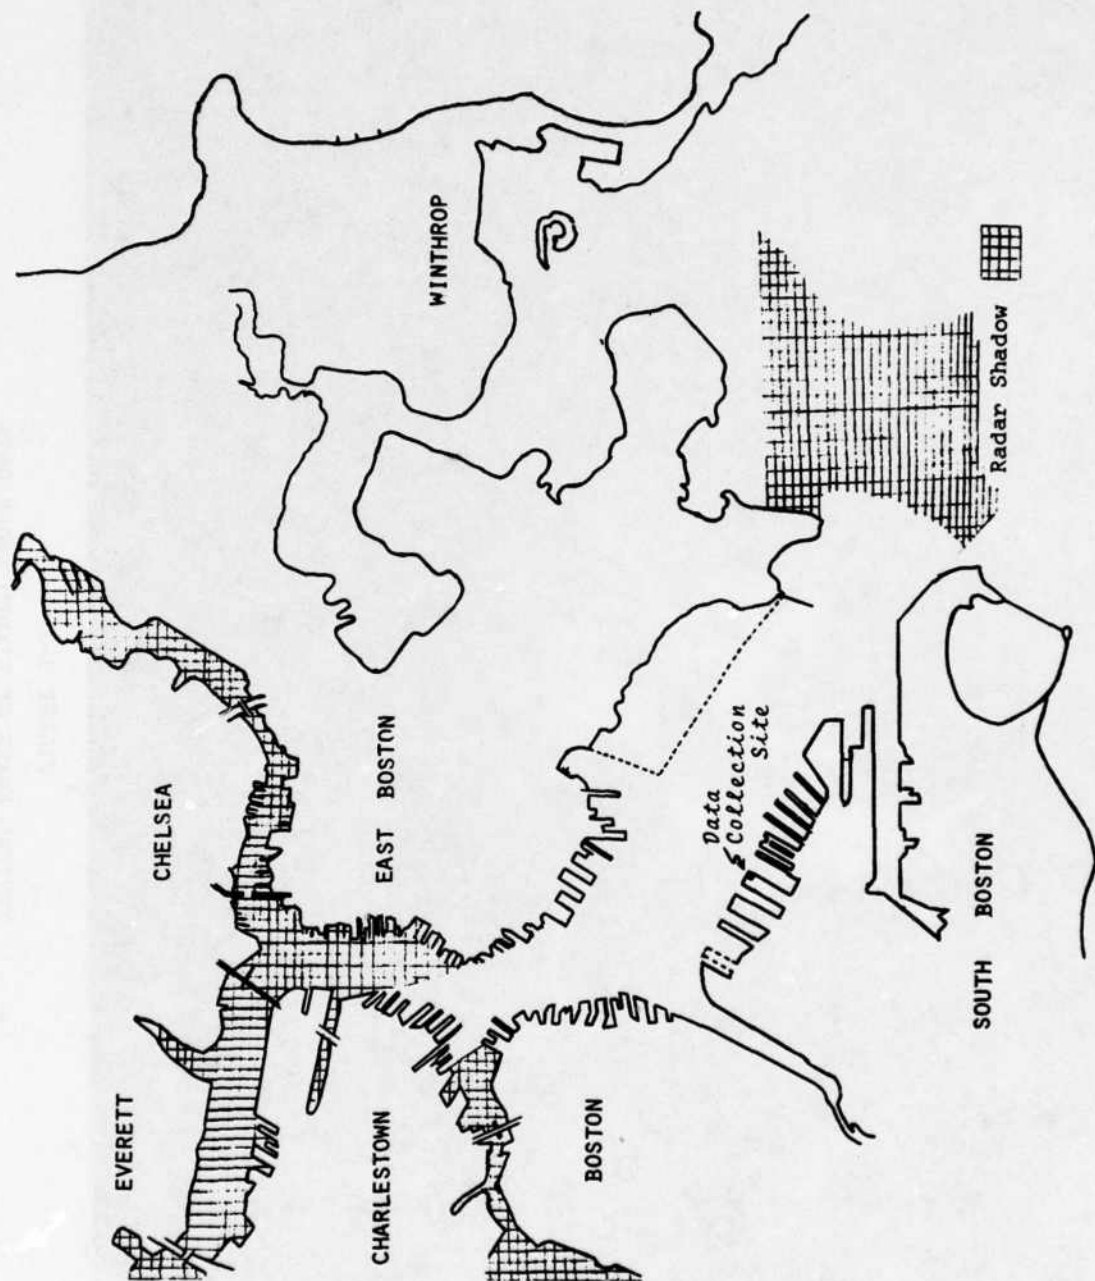 EVERETT
CHELSEA
CHARLESTOWN
EAST BOSTON
WINTHROP
BOSTON
Data
Collection
Site
SOUTH BOSTON
Radar Shadow